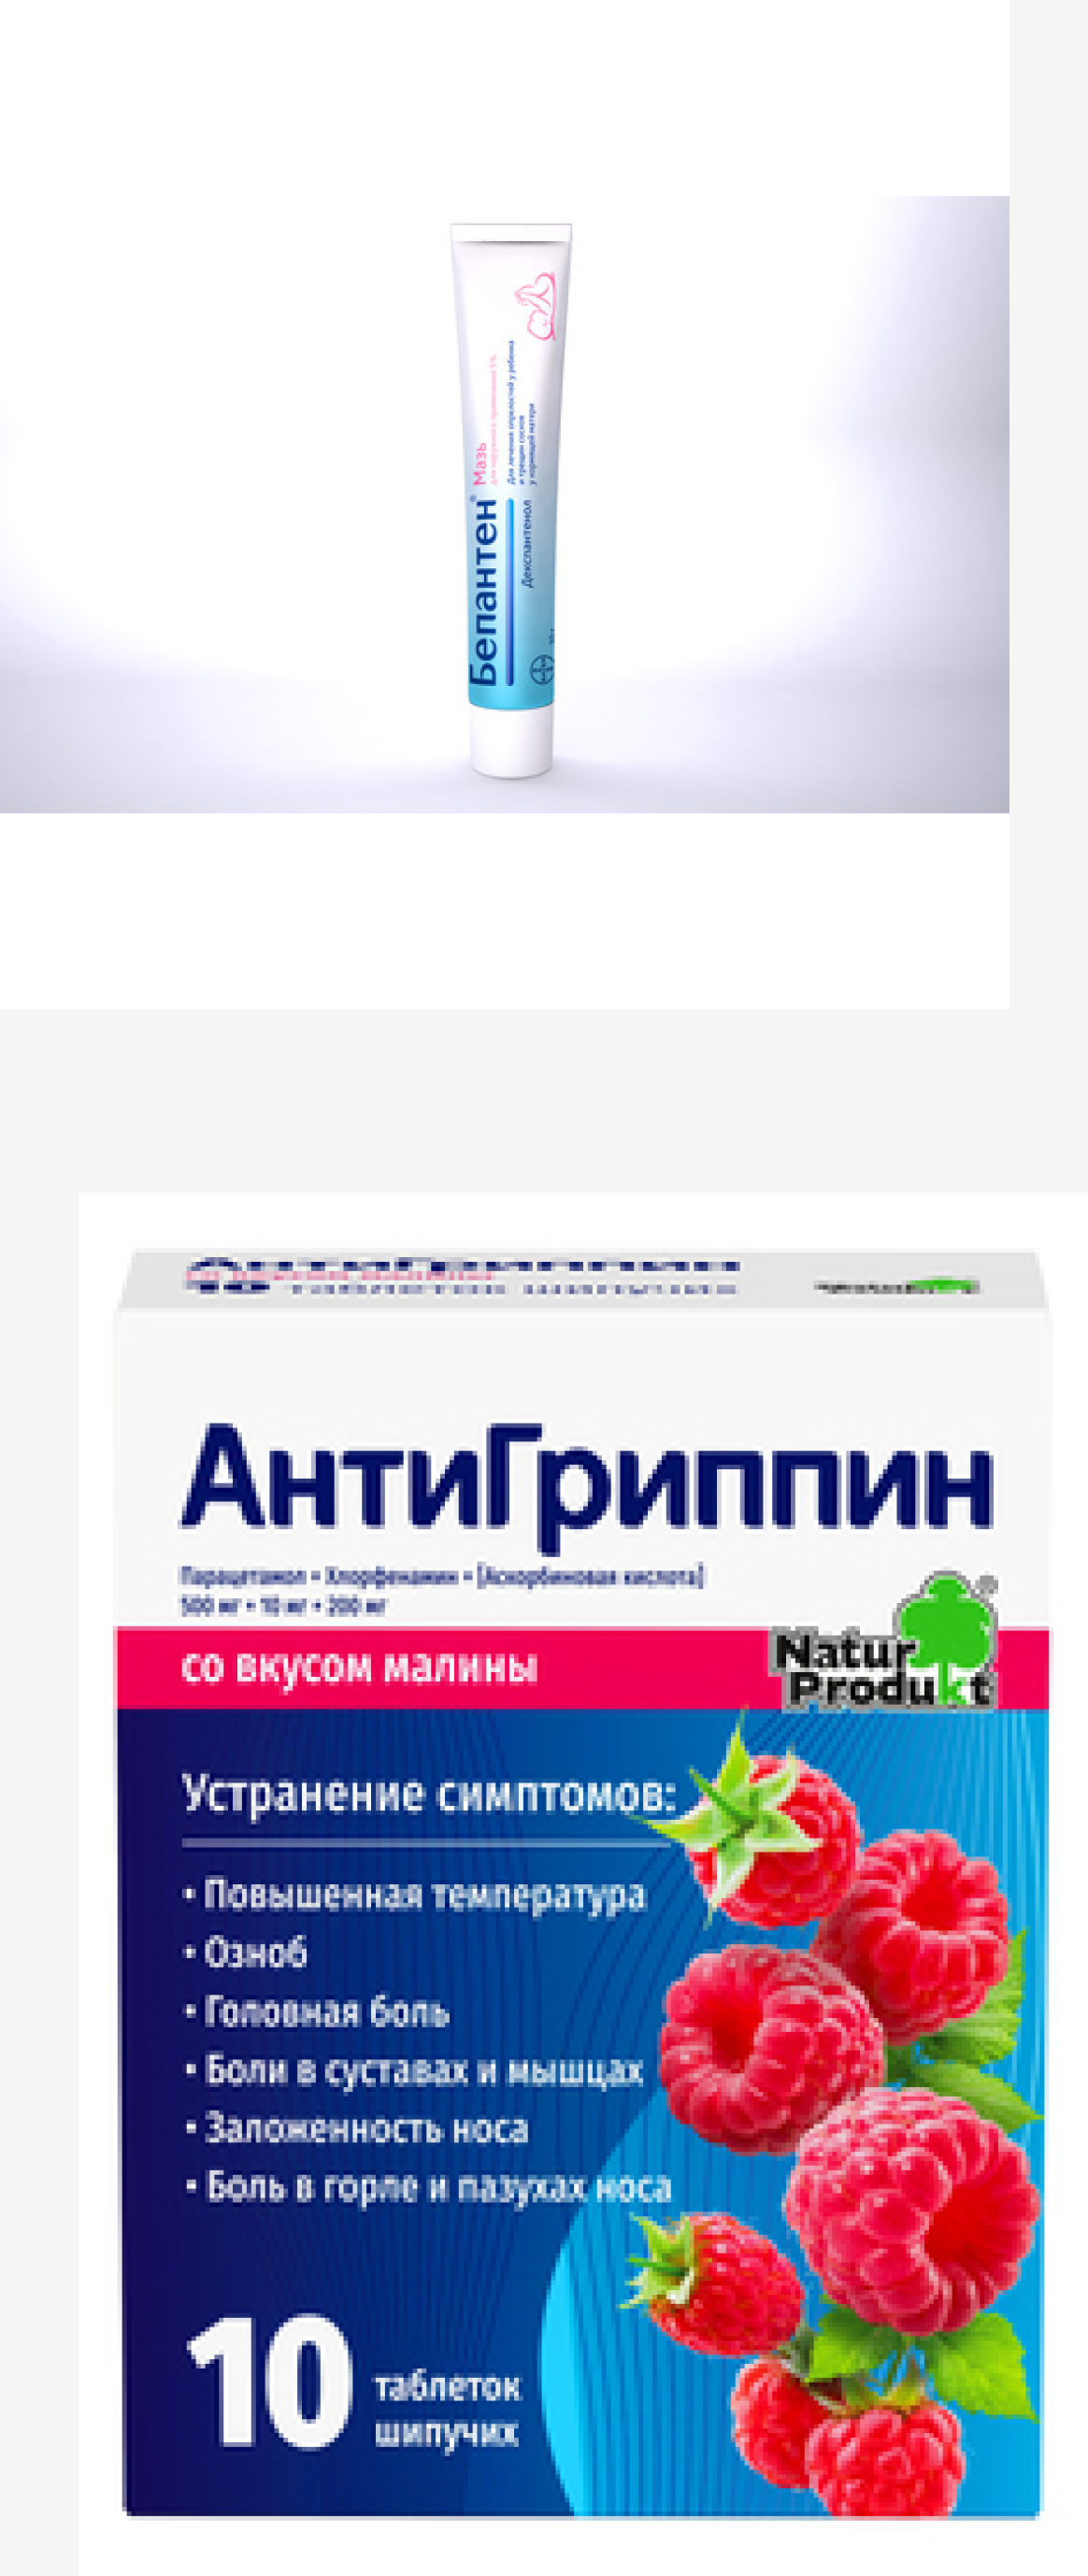 Бепантен®
Мазь
для наружного применения 5%
Для лечения опрелостей у ребенка
и трещин сосков
у кормящей матери
Декспантенол
АнтиГриппин
Парацетамол • Хлорфенамин • [Аскорбиновая кислота]
500 мг • 10 мг • 200 мг
со вкусом малины
Natur
Produkt
®
Устранение симптомов:
• Повышенная температура
• Озноб
• Головная боль
• Боли в суставах и мышцах
• Заложенность носа
• Боль в горле и пазухах носа
10 таблеток
шипучих